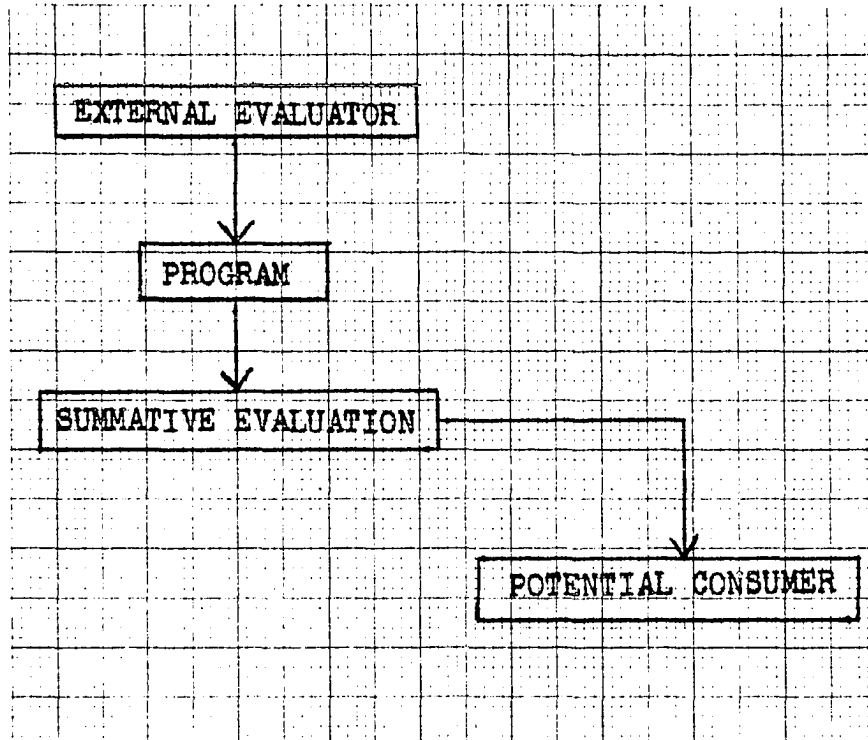 EXTERNAL EVALUATOR
PROGRAM
SUMMATIVE EVALUATION
POTENTIAL CONSUMER